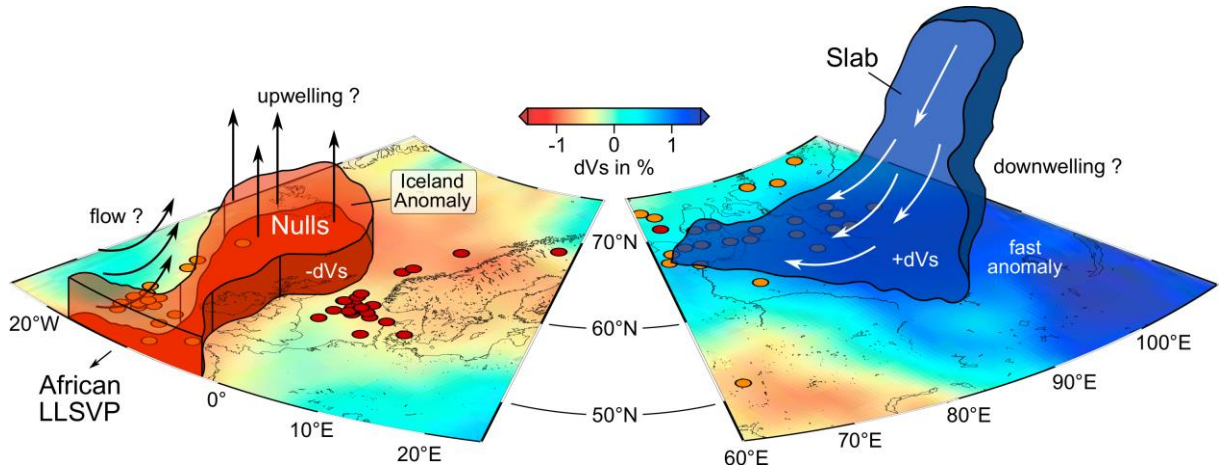 upwelling ?
Iceland
Anomaly
flow ?
Nulls
-dVs
20°W
African
LLSVP
0°
10°E
20°E
-1 0 1
dVs in %
70°N
60°N
50°N
Slab
downwelling ?
+dVs
fast
anomaly
100°E
90°E
80°E
70°E
60°E